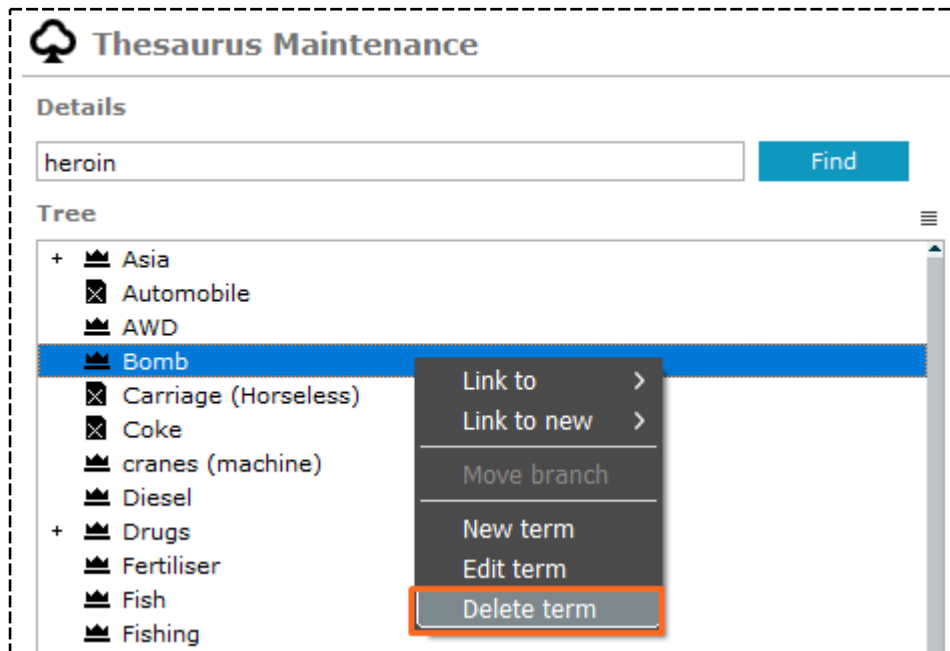 Thesaurus Maintenance
Details
heroin
Find
Tree
+ Asia
Automobile
AWD
Bomb
Carriage (Horseless)
Coke
cranes (machine)
Diesel
+ Drugs
Fertiliser
Fish
Fishing
Link to
Link to new
Move branch
New term
Edit term
Delete term